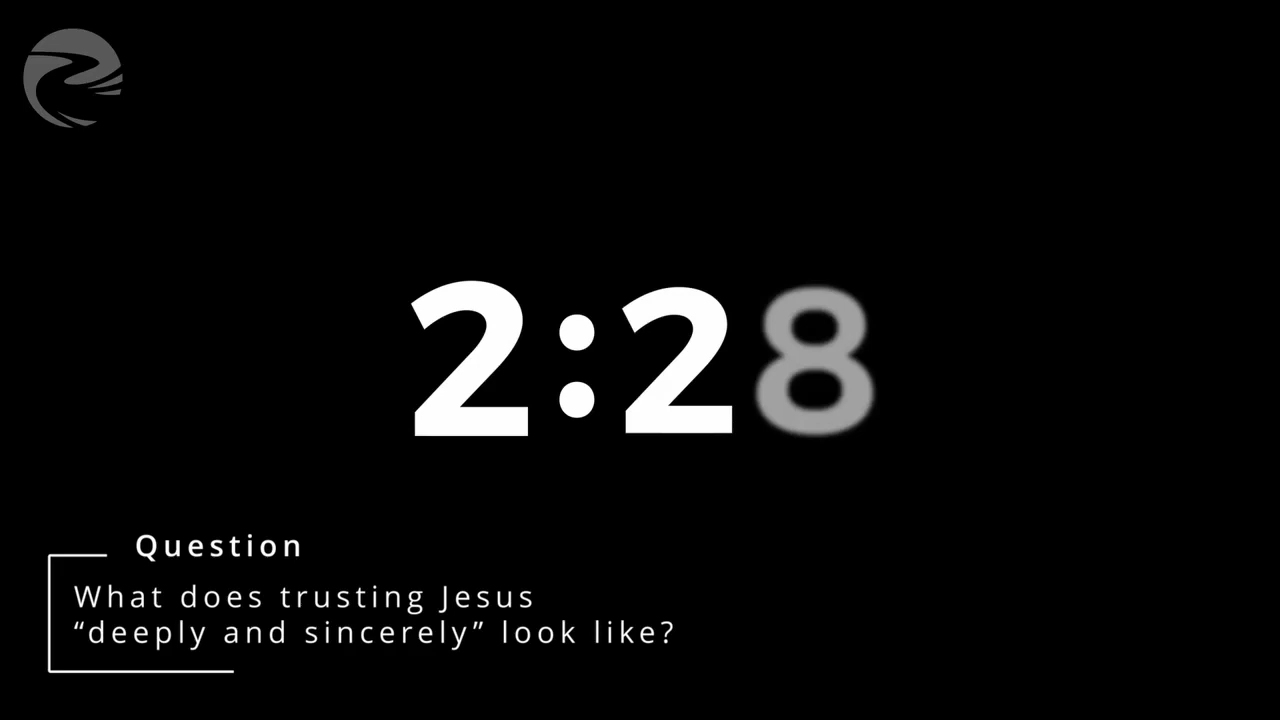 2:28
Question
What does trusting Jesus
“deeply and sincerely” look like?